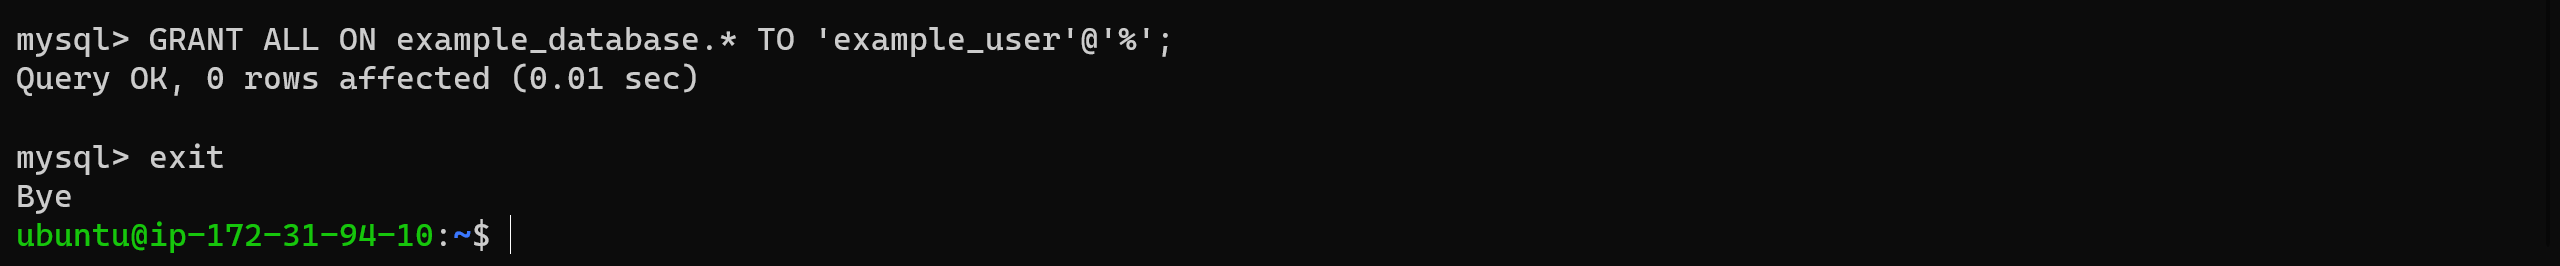 mysql> GRANT ALL ON example_database.* TO 'example_user'@'%';
Query OK, 0 rows affected (0.01 sec)
mysql> exit
Bye
ubuntu@ip-172-31-94-10:~$